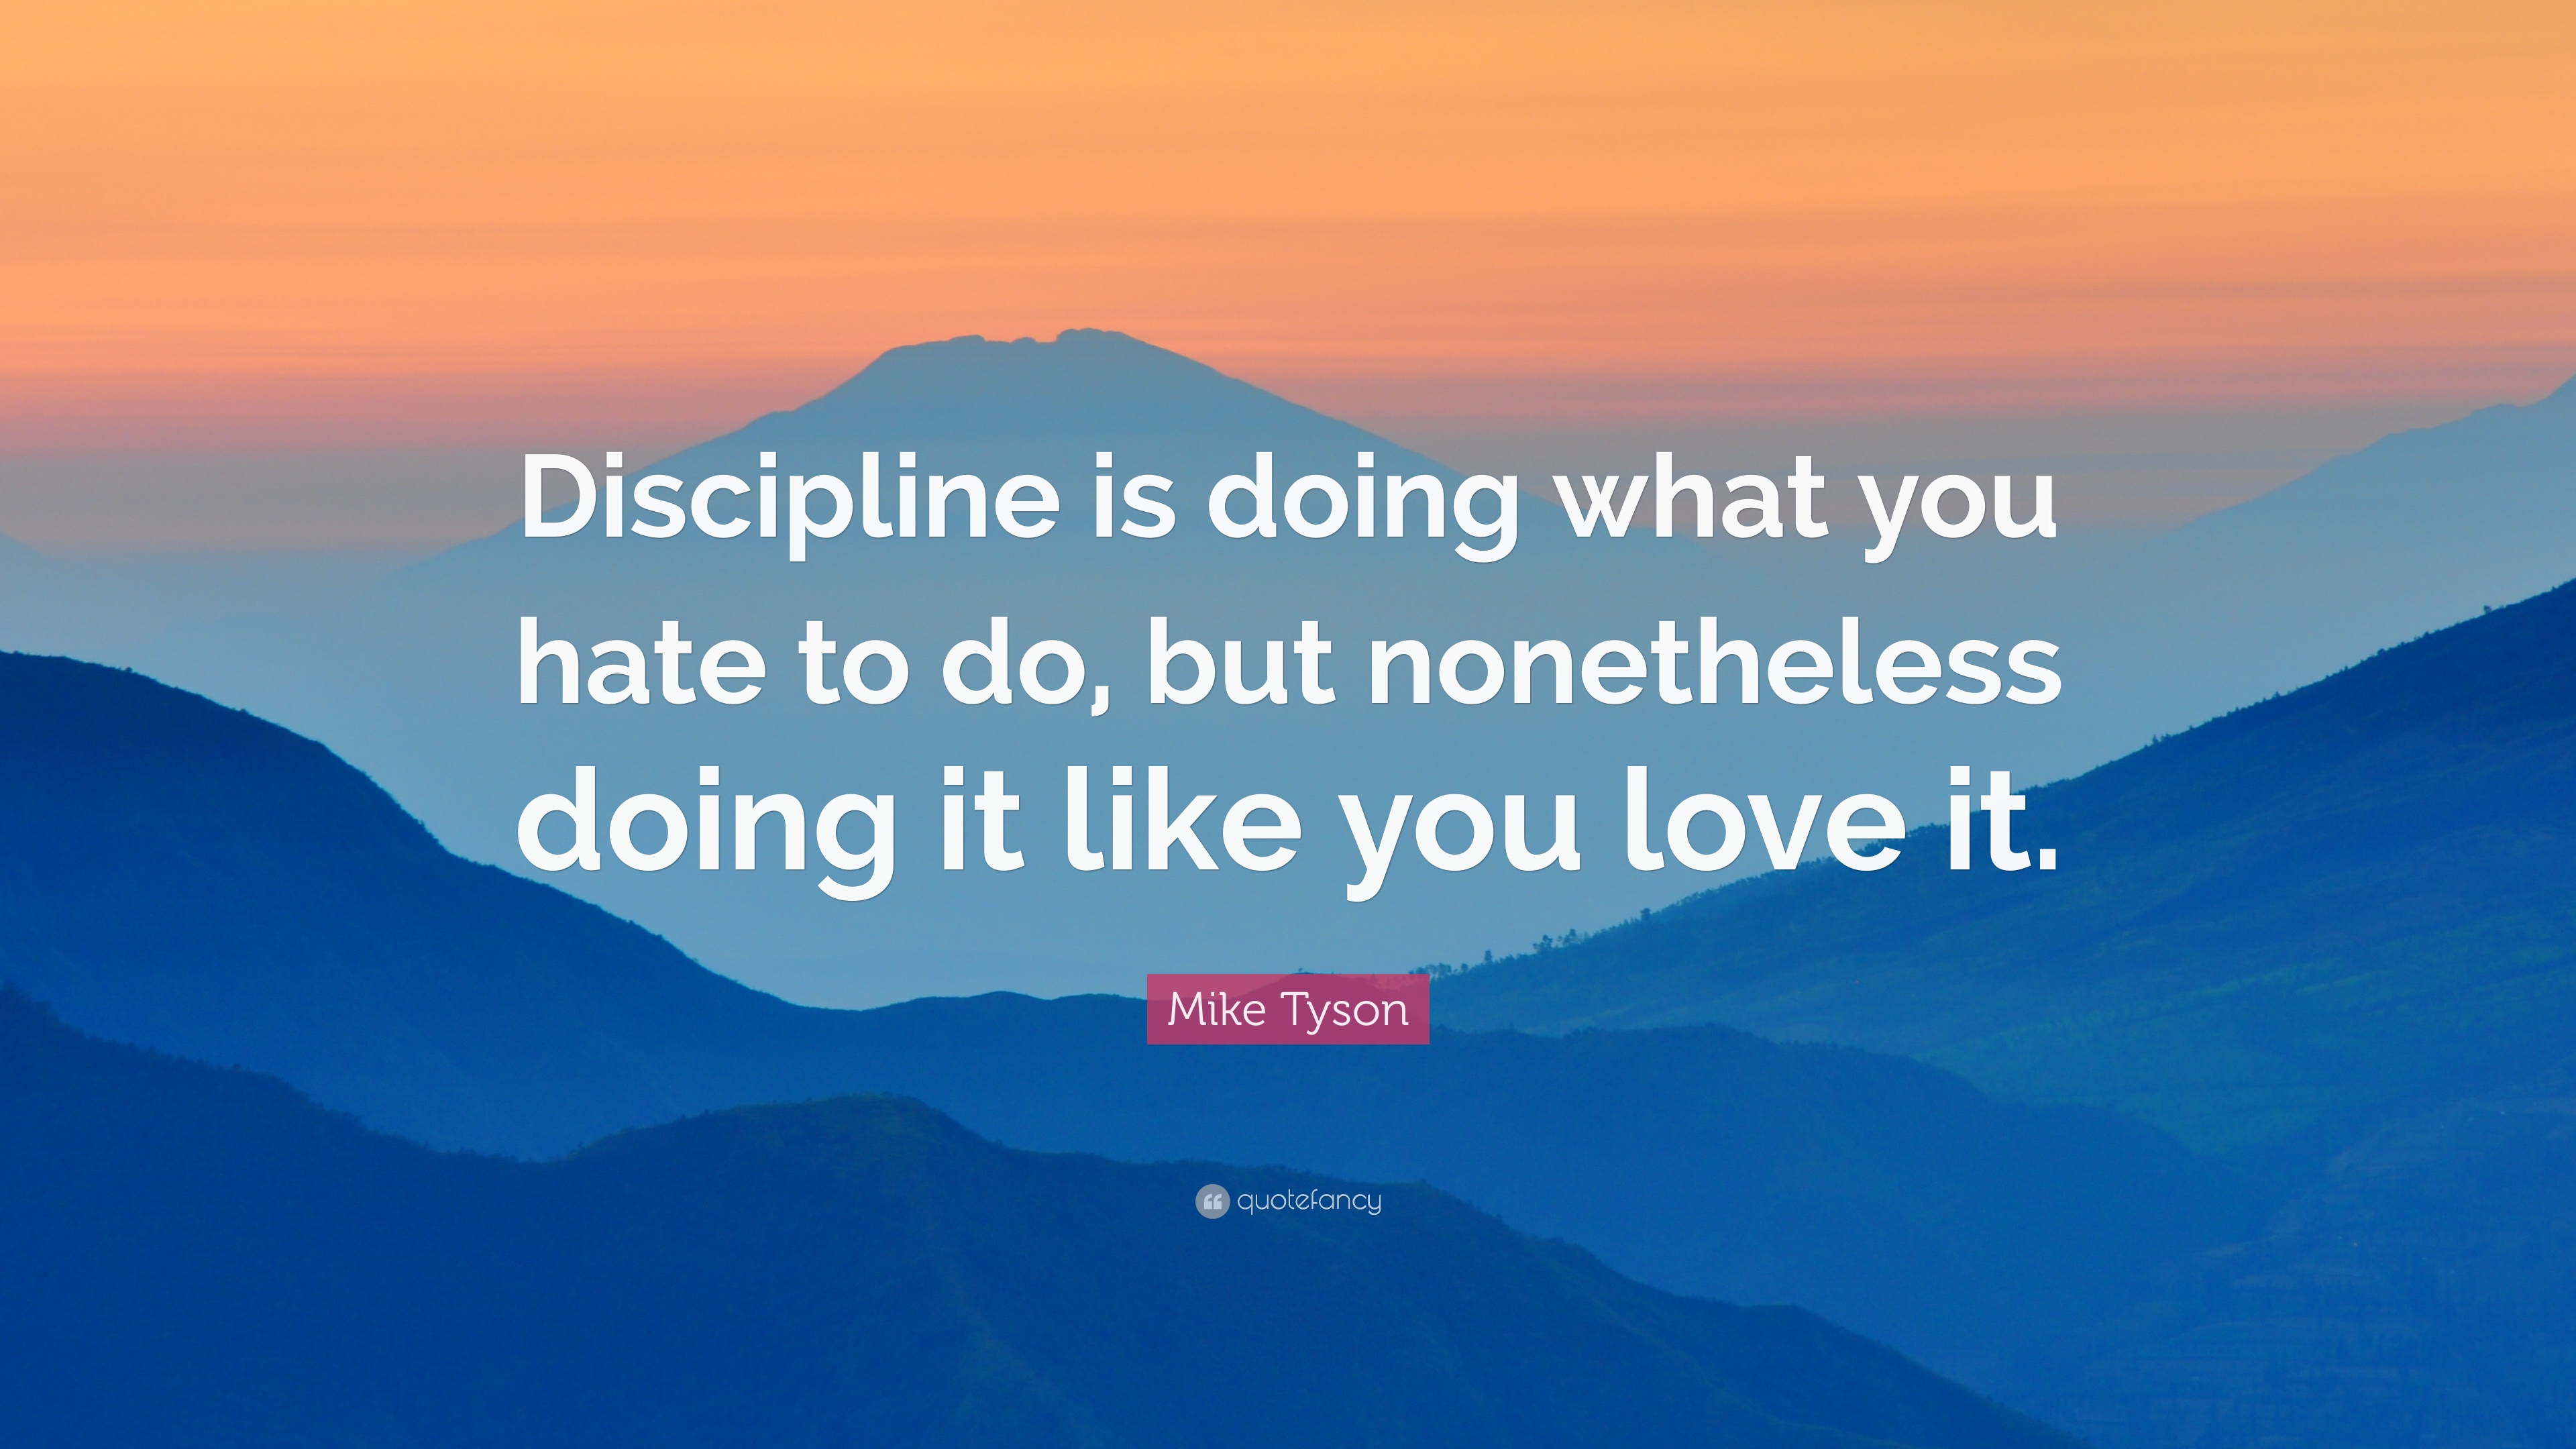 Discipline is doing what you
hate to do, but nonetheless
doing it like you love it.
Mike Tyson
quotefancy